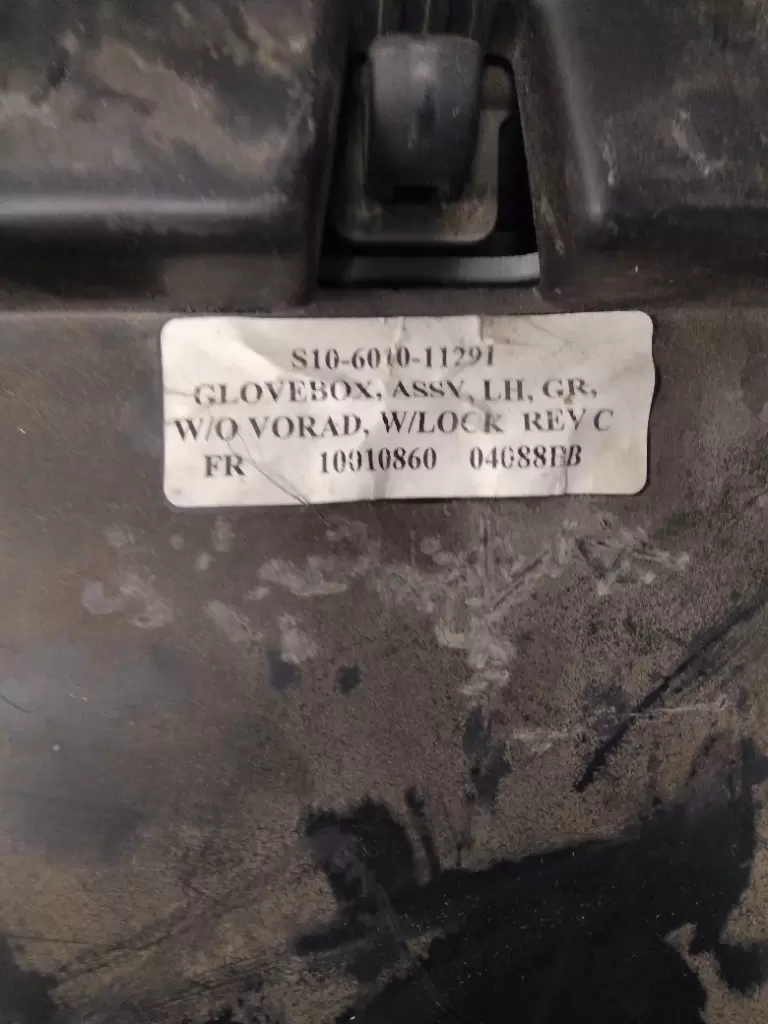 S10-6010-11291
GLOVEBOX, ASSY, LH, GR,
W/O VORAD, W/LOCK REV C
FR 10010860 04088BB